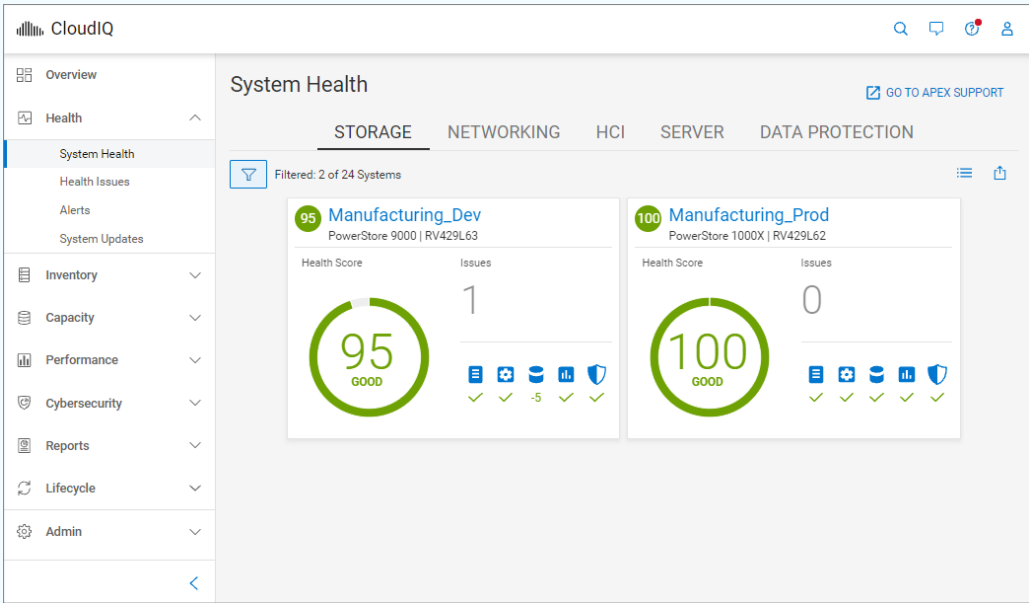 CloudIQ
Overview
Health
System Health
Health Issues
Alerts
System Updates
Inventory
Capacity
Performance
Cybersecurity
Reports
Lifecycle
Admin
System Health
GO TO APEX SUPPORT
STORAGE NETWORKING HCI SERVER DATA PROTECTION
Filtered: 2 of 24 Systems
95 Manufacturing_Dev
PowerStore 9000 | RV429L63
Health Score Issues
1
95
GOOD
-5
100 Manufacturing_Prod
PowerStore 1000X | RV429L62
Health Score Issues
0
100
GOOD